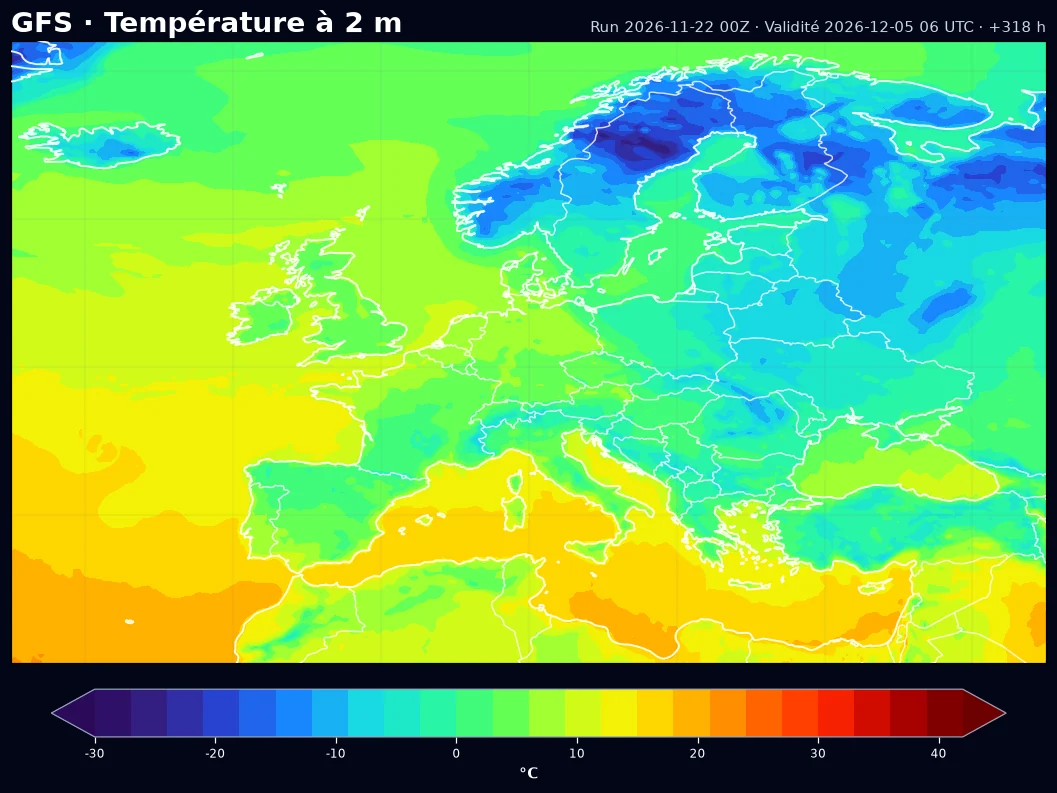 GFS · Température à 2 m
Run 2026-11-22 00Z · Validité 2026-12-05 06 UTC · +318 h
-30 -20 -10 0 10 20 30 40
°C